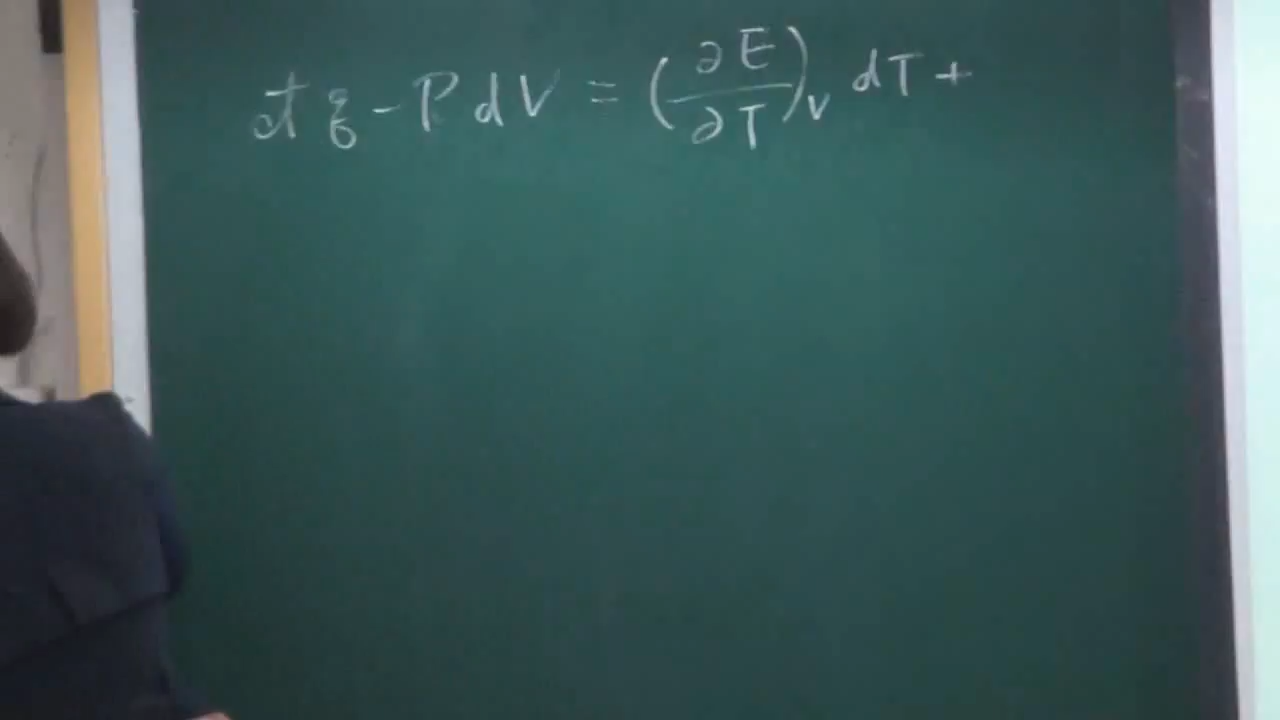 đq - PdV = (∂E/∂T)_V dT +